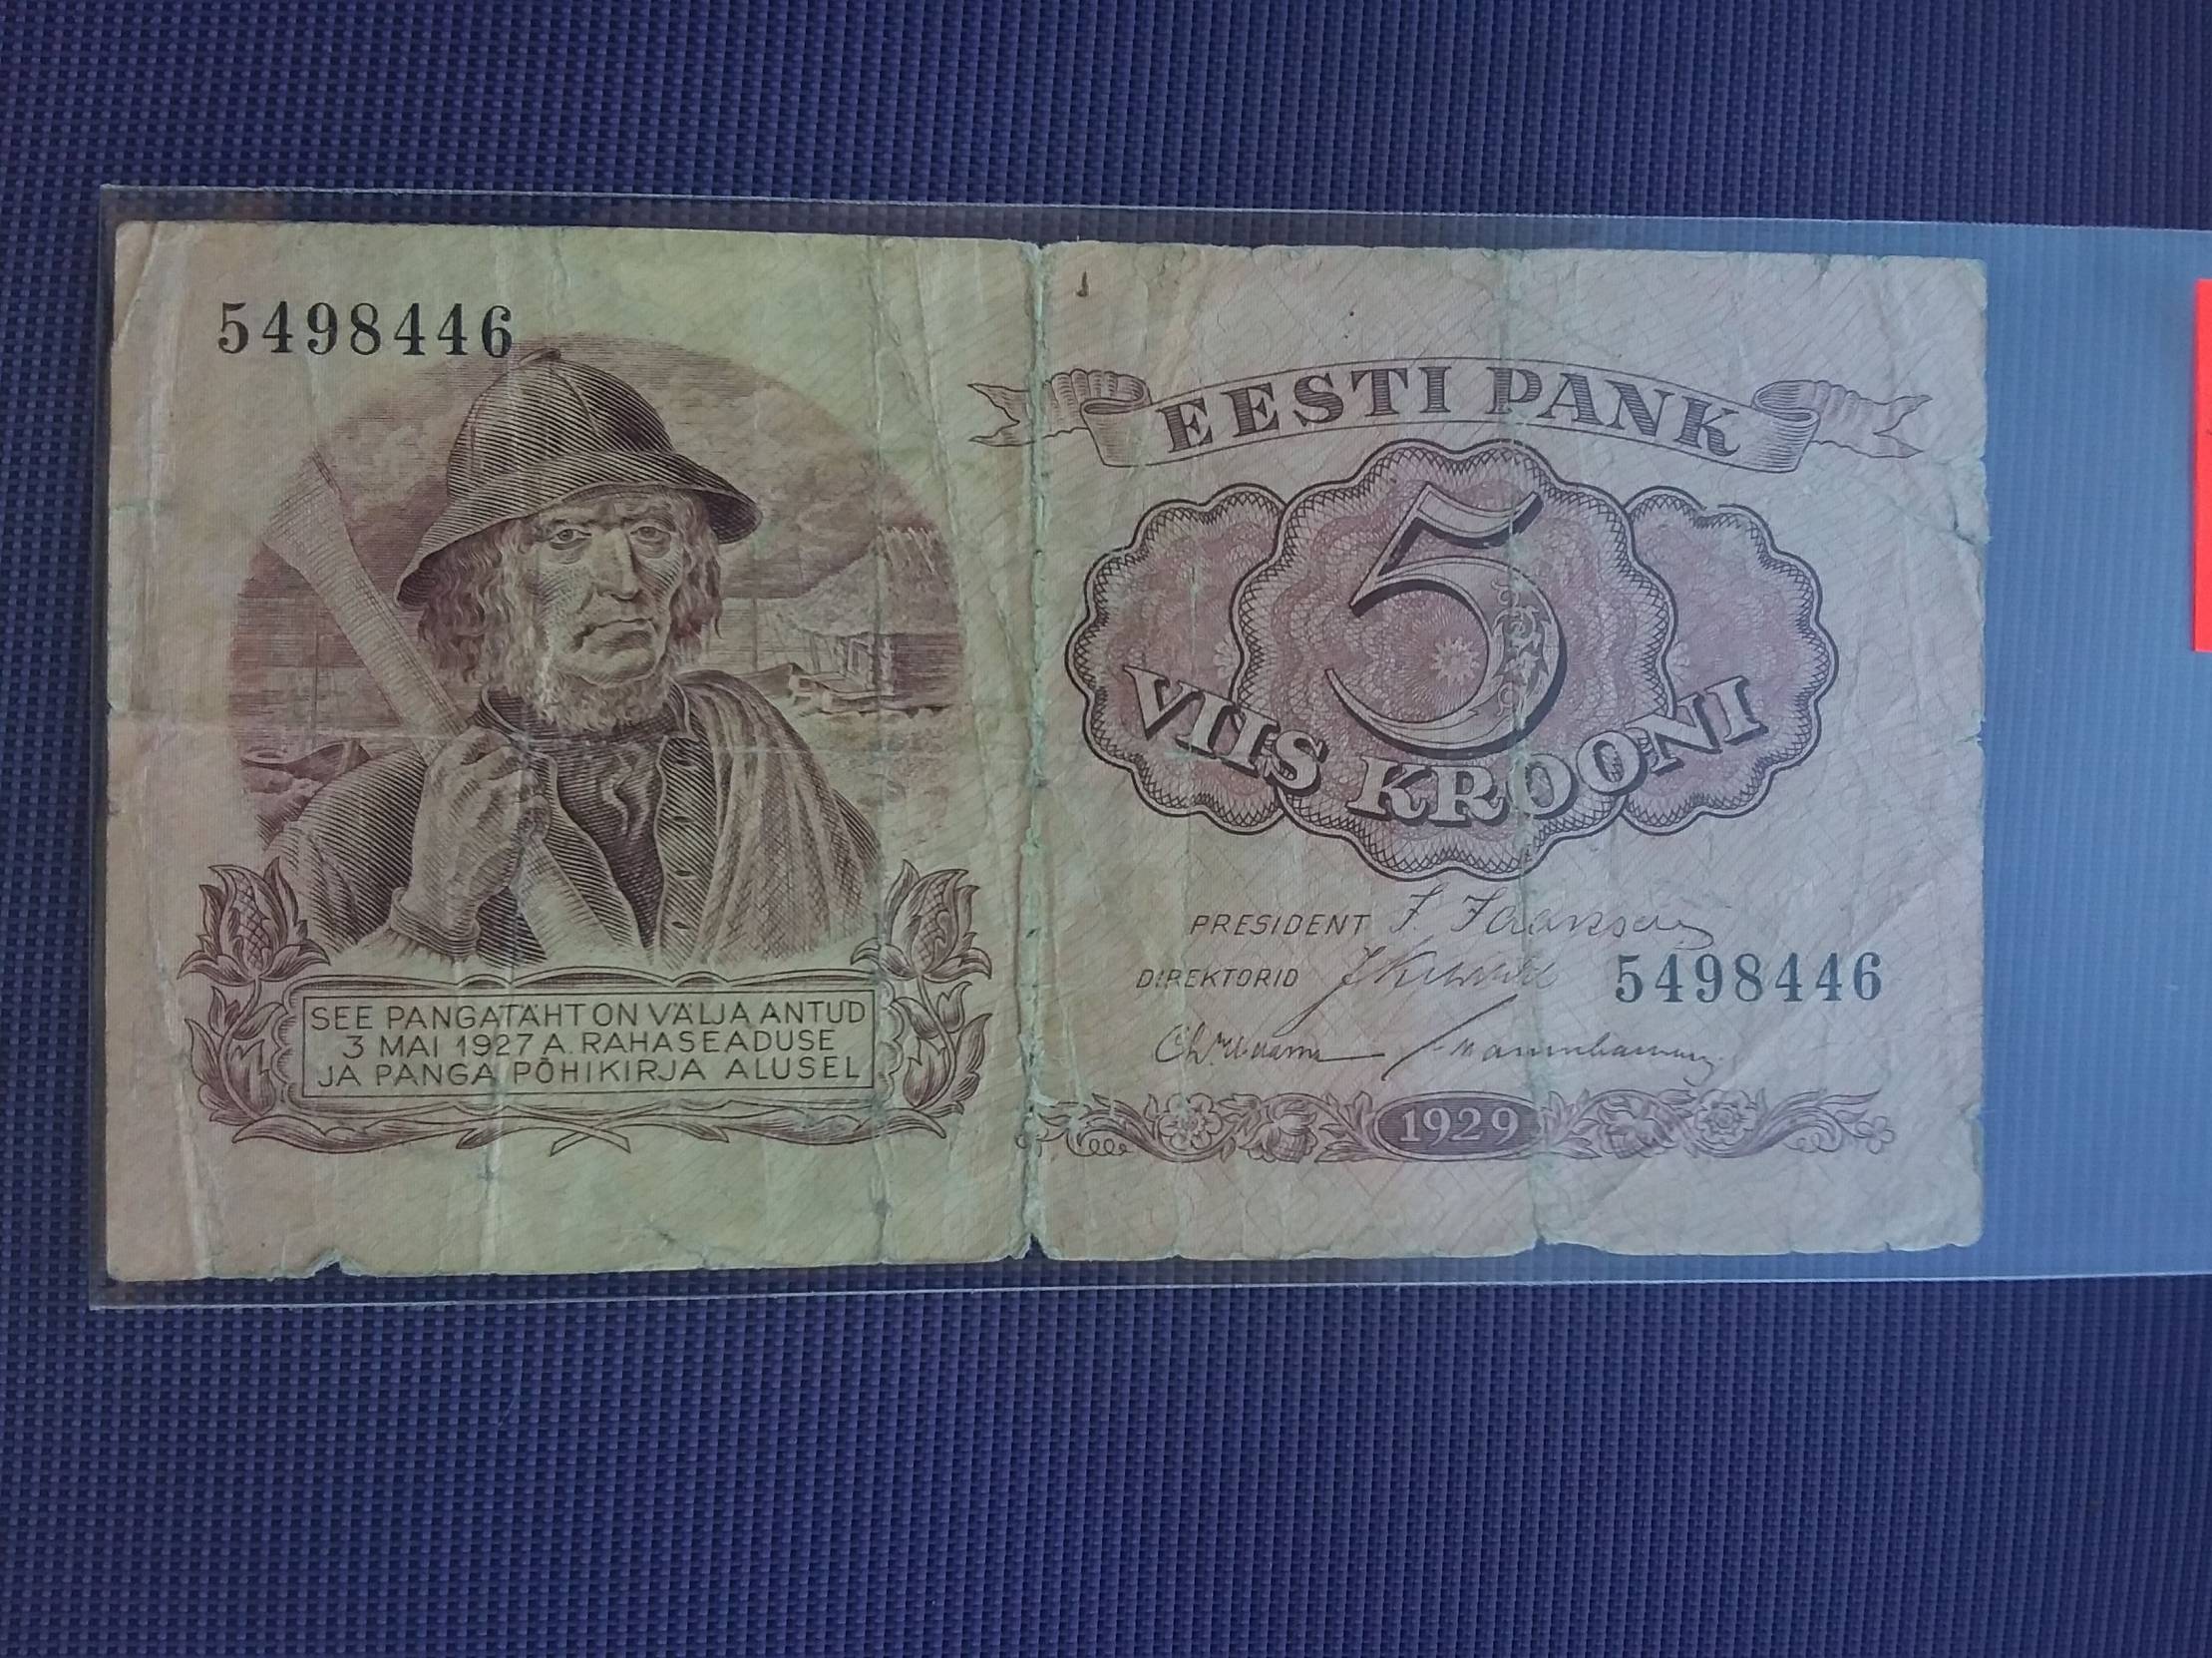 5498446
SEE PANGATÄHT ON VÄLJA ANTUD
3 MAI 1927 A. RAHASEADUSE
JA PANGA PÕHIKIRJA ALUSEL
EESTI PANK
5
VIIS KROONI
PRESIDENT J. Jaakson
DIREKTORID
5498446
1929